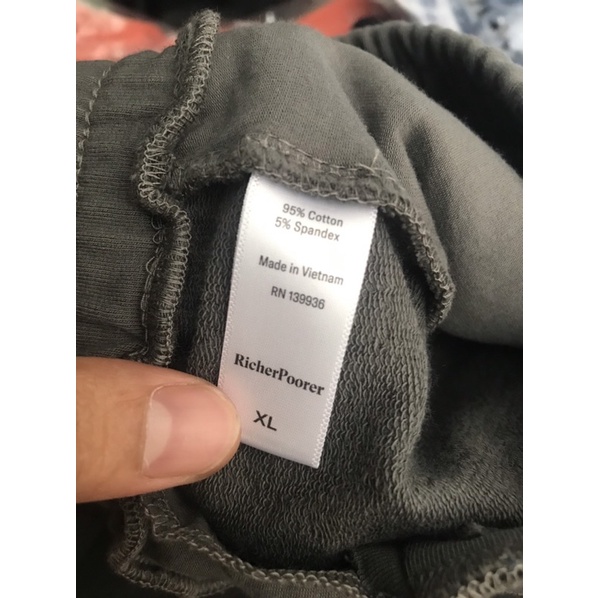 95% Cotton
5% Spandex
Made in Vietnam
RN 139936
RicherPoorer
XL